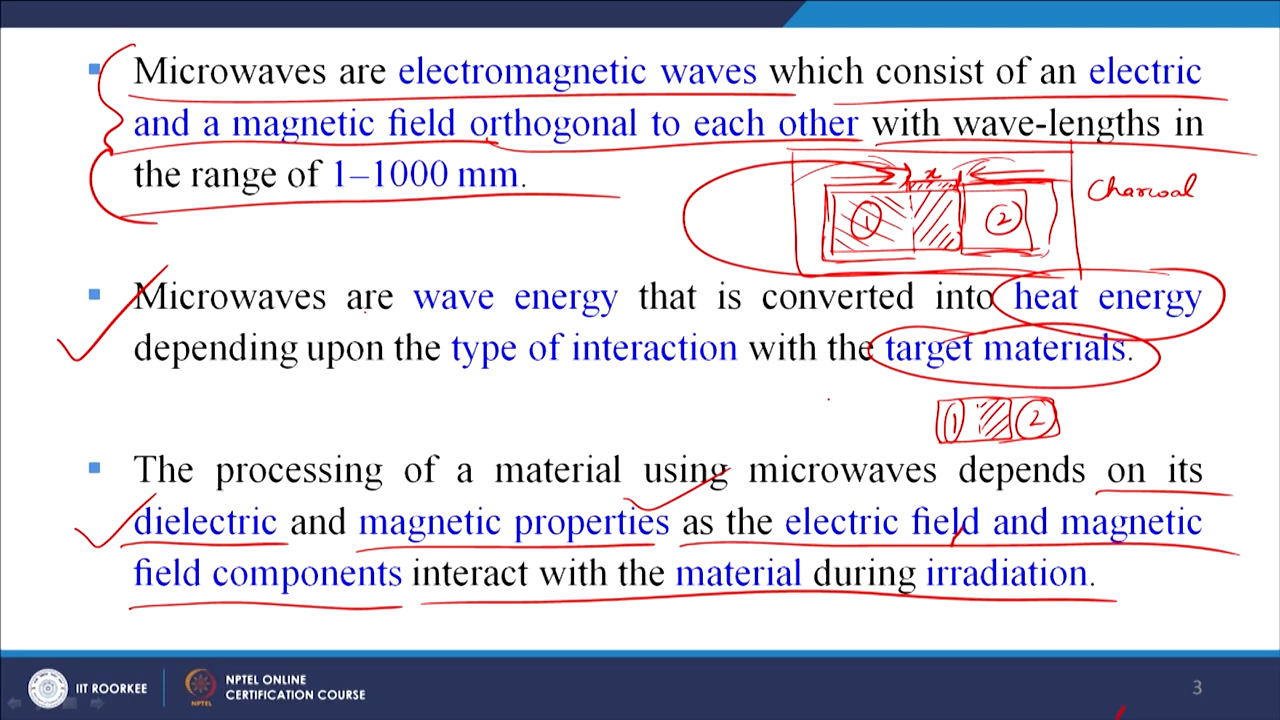 Microwaves are electromagnetic waves which consist of an electric
and a magnetic field orthogonal to each other with wave-lengths in
the range of 1–1000 mm.
x
Charcoal
1
2
Microwaves are wave energy that is converted into heat energy
depending upon the type of interaction with the target materials.
1
2
The processing of a material using microwaves depends on its
dielectric and magnetic properties as the electric field and magnetic
field components interact with the material during irradiation.
IIT ROORKEE
NPTEL
NPTEL ONLINE
CERTIFICATION COURSE
3